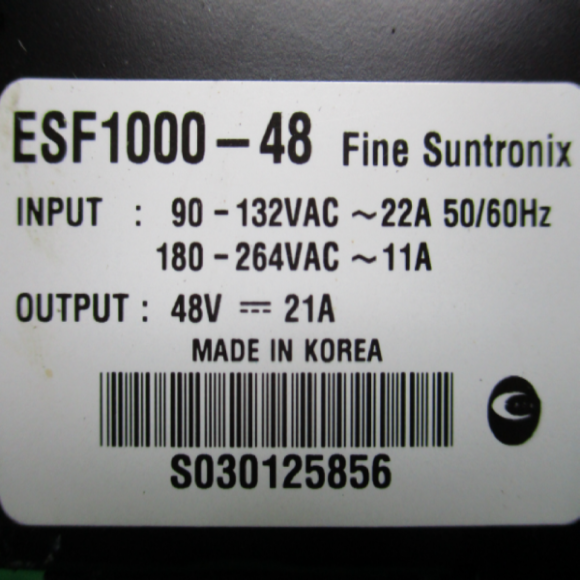 ESF1000-48 Fine Suntronix
INPUT : 90-132VAC ~22A 50/60Hz
180-264VAC ~11A
OUTPUT : 48V ⎓ 21A
MADE IN KOREA
S030125856